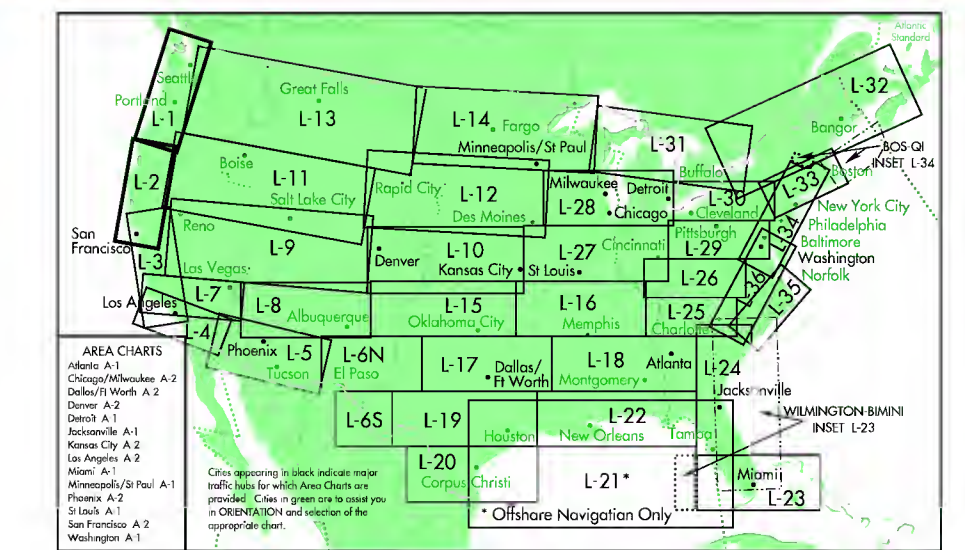 Atlantic
Standard
Seattle
Portland
L-1
Great Falls
L-13
L-14
Fargo
Minneapolis/St Paul
L-31
L-32
Bangor
BOS-QI
INSET L-34
Boston
L-2
Boise
L-11
Salt Lake City
Rapid City
L-12
Des Moines
Milwaukee
Detroit
L-28
Chicago
Buffalo
L-30
Cleveland
L-33
New York City
Philadelphia
Baltimore
Washington
Norfolk
San
Francisco
L-3
Reno
L-9
Las Vegas
Denver
L-10
Kansas City
St Louis
L-27
Cincinnati
Pittsburgh
L-29
L-34
L-26
L-36
L-35
Los Angeles
L-7
L-8
Albuquerque
L-15
Oklahoma City
L-16
Memphis
L-25
Charlotte
L-4
Phoenix
L-5
Tucson
L-6N
El Paso
L-17
Dallas/
Ft Worth
L-18
Montgomery
Atlanta
L-24
Jacksonville
L-6S
L-19
Houston
L-22
New Orleans
Tampa
WILMINGTON-BIMINI
INSET L-23
L-20
Corpus Christi
L-21*
* Offshore Navigation Only
Miami
L-23
AREA CHARTS
Atlanta A-1
Chicago/Milwaukee A-2
Dallas/Ft Worth A 2
Denver A-2
Detroit A 1
Jacksonville A-1
Kansas City A 2
Los Angeles A 2
Miami A-1
Minneapolis/St Paul A-1
Phoenix A-2
St Louis A-1
San Francisco A 2
Washington A-1
Cities appearing in black indicate major
traffic hubs for which Area Charts are
provided Cities in green are to assist you
in ORIENTATION and selection of the
appropriate chart.